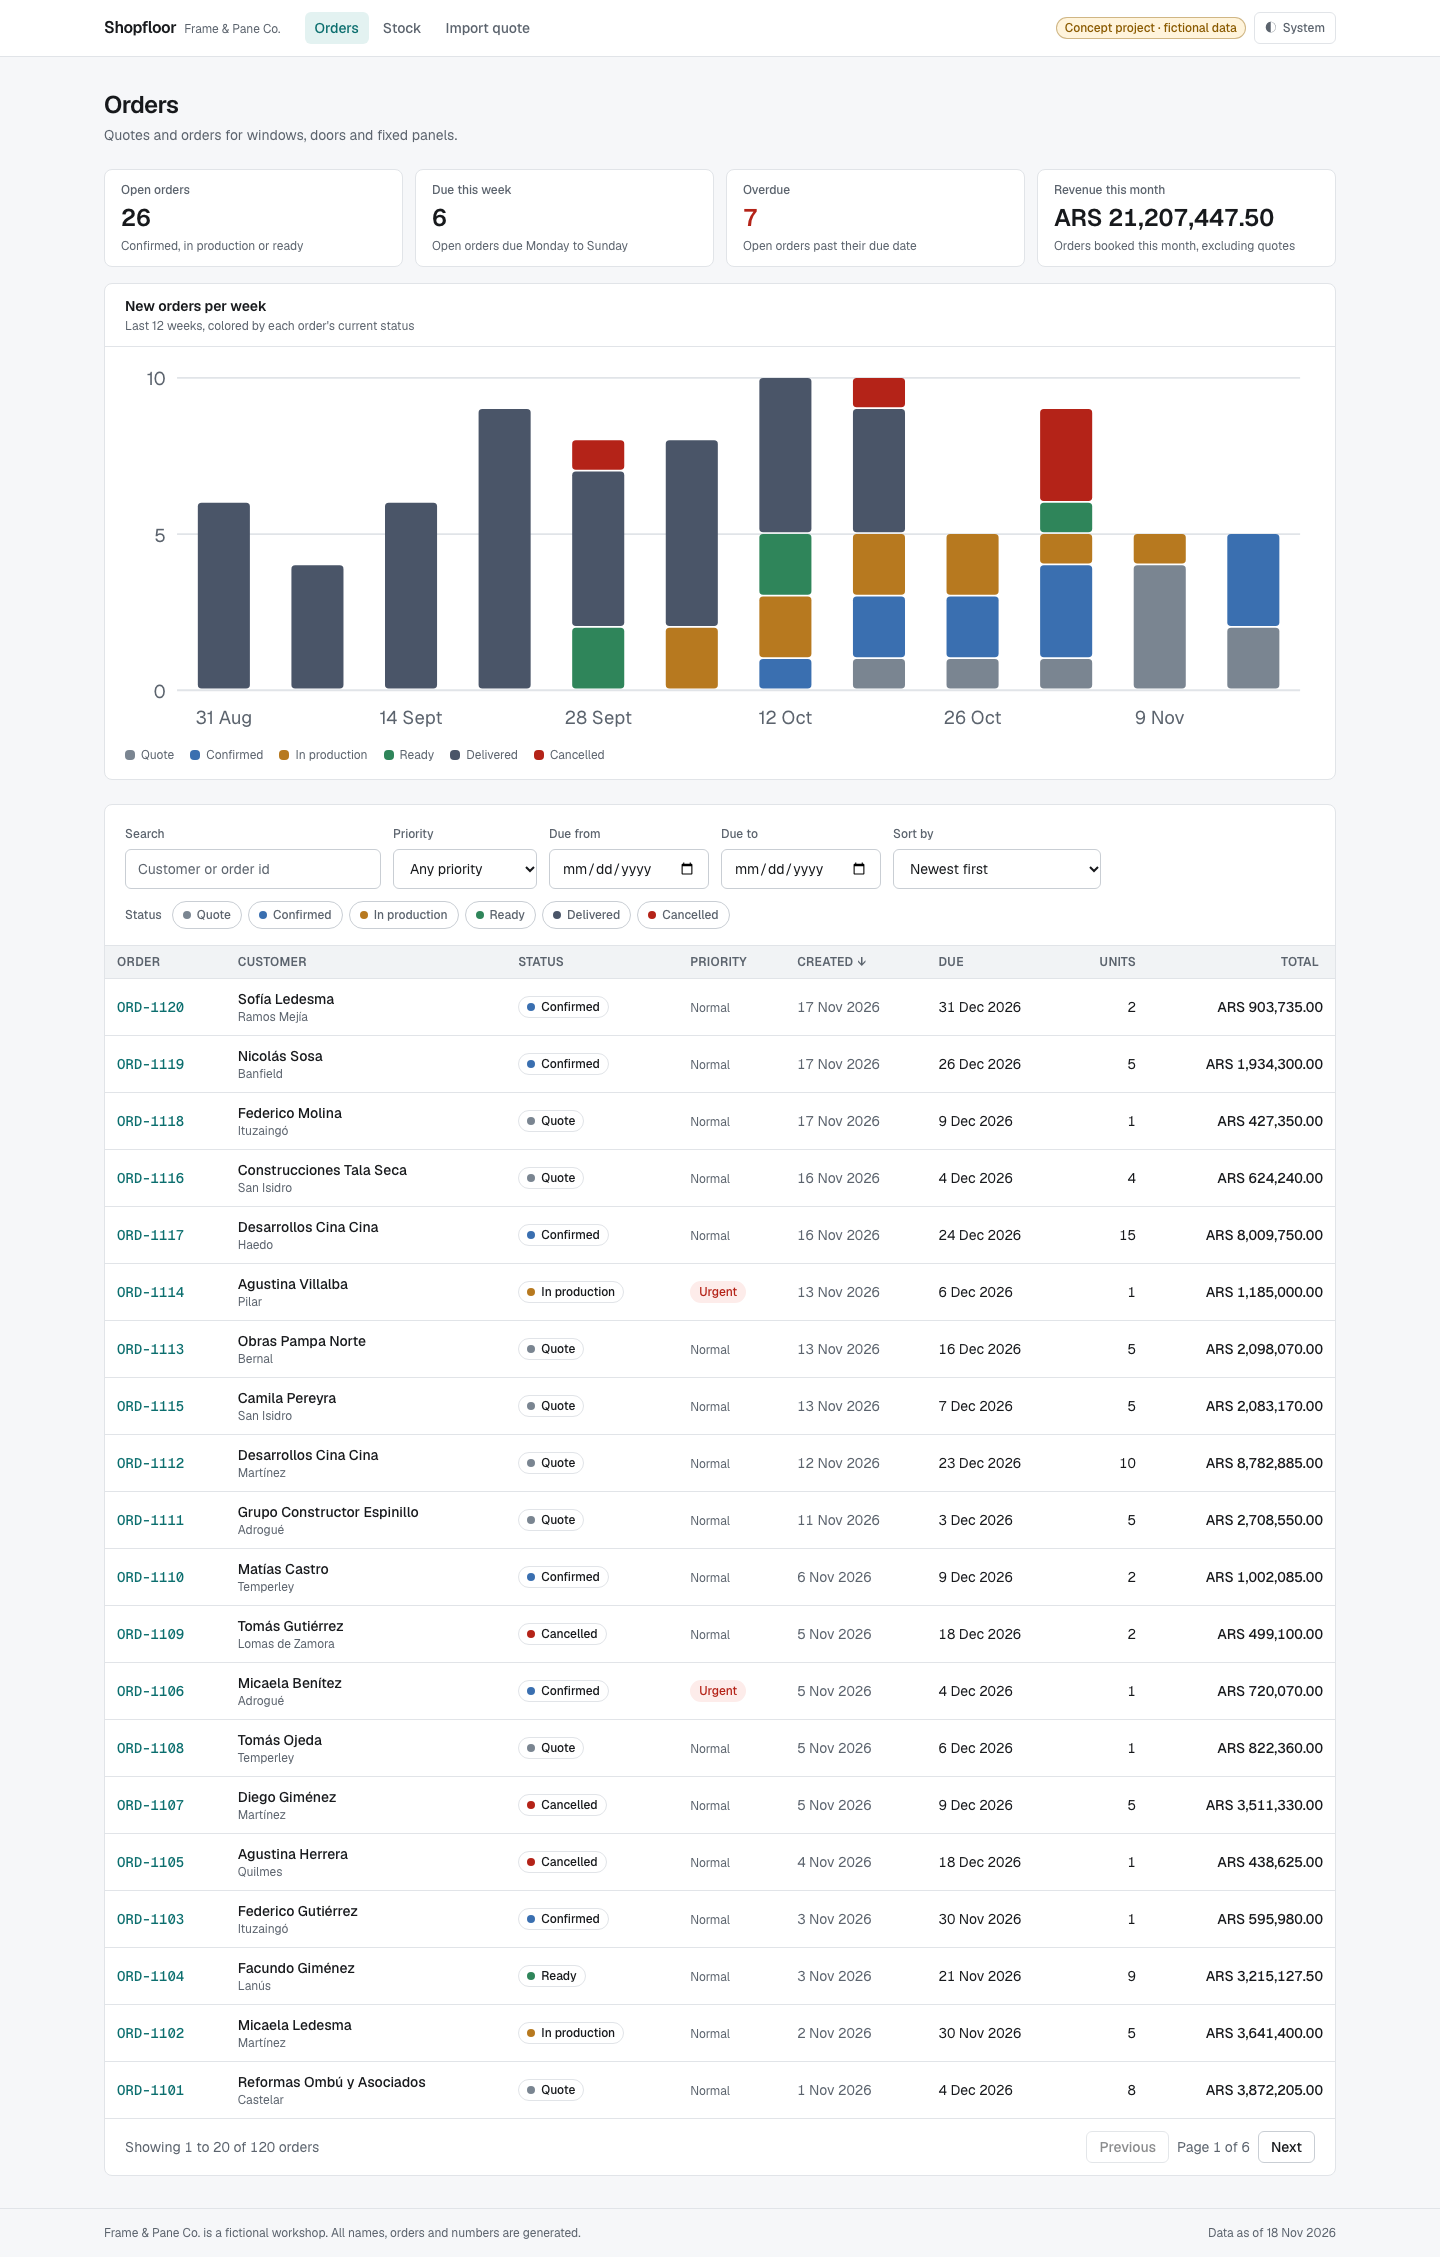 Shopfloor Frame & Pane Co. Orders Stock Import quote Concept project · fictional data System
Orders
Quotes and orders for windows, doors and fixed panels.
Open orders
26
Confirmed, in production or ready
Due this week
6
Open orders due Monday to Sunday
Overdue
7
Open orders past their due date
Revenue this month
ARS 21,207,447.50
Orders booked this month, excluding quotes
New orders per week
Last 12 weeks, colored by each order's current status
10
5
0
31 Aug 14 Sept 28 Sept 12 Oct 26 Oct 9 Nov
Quote Confirmed In production Ready Delivered Cancelled
Search Priority Due from Due to Sort by
Customer or order id Any priority mm/dd/yyyy mm/dd/yyyy Newest first
Status Quote Confirmed In production Ready Delivered Cancelled
ORDER CUSTOMER STATUS PRIORITY CREATED ↓ DUE UNITS TOTAL
ORD-1120 Sofía Ledesma Confirmed Normal 17 Nov 2026 31 Dec 2026 2 ARS 903,735.00
Ramos Mejía
ORD-1119 Nicolás Sosa Confirmed Normal 17 Nov 2026 26 Dec 2026 5 ARS 1,934,300.00
Banfield
ORD-1118 Federico Molina Quote Normal 17 Nov 2026 9 Dec 2026 1 ARS 427,350.00
Ituzaingó
ORD-1116 Construcciones Tala Seca Quote Normal 16 Nov 2026 4 Dec 2026 4 ARS 624,240.00
San Isidro
ORD-1117 Desarrollos Cina Cina Confirmed Normal 16 Nov 2026 24 Dec 2026 15 ARS 8,009,750.00
Haedo
ORD-1114 Agustina Villalba In production Urgent 13 Nov 2026 6 Dec 2026 1 ARS 1,185,000.00
Pilar
ORD-1113 Obras Pampa Norte Quote Normal 13 Nov 2026 16 Dec 2026 5 ARS 2,098,070.00
Bernal
ORD-1115 Camila Pereyra Quote Normal 13 Nov 2026 7 Dec 2026 5 ARS 2,083,170.00
San Isidro
ORD-1112 Desarrollos Cina Cina Quote Normal 12 Nov 2026 23 Dec 2026 10 ARS 8,782,885.00
Martínez
ORD-1111 Grupo Constructor Espinillo Quote Normal 11 Nov 2026 3 Dec 2026 5 ARS 2,708,550.00
Adrogué
ORD-1110 Matías Castro Confirmed Normal 6 Nov 2026 9 Dec 2026 2 ARS 1,002,085.00
Temperley
ORD-1109 Tomás Gutiérrez Cancelled Normal 5 Nov 2026 18 Dec 2026 2 ARS 499,100.00
Lomas de Zamora
ORD-1106 Micaela Benítez Confirmed Urgent 5 Nov 2026 4 Dec 2026 1 ARS 720,070.00
Adrogué
ORD-1108 Tomás Ojeda Quote Normal 5 Nov 2026 6 Dec 2026 1 ARS 822,360.00
Temperley
ORD-1107 Diego Giménez Cancelled Normal 5 Nov 2026 9 Dec 2026 5 ARS 3,511,330.00
Martínez
ORD-1105 Agustina Herrera Cancelled Normal 4 Nov 2026 18 Dec 2026 1 ARS 438,625.00
Quilmes
ORD-1103 Federico Gutiérrez Confirmed Normal 3 Nov 2026 30 Nov 2026 1 ARS 595,980.00
Ituzaingó
ORD-1104 Facundo Giménez Ready Normal 3 Nov 2026 21 Nov 2026 9 ARS 3,215,127.50
Lanús
ORD-1102 Micaela Ledesma In production Normal 2 Nov 2026 30 Nov 2026 5 ARS 3,641,400.00
Martínez
ORD-1101 Reformas Ombú y Asociados Quote Normal 1 Nov 2026 4 Dec 2026 8 ARS 3,872,205.00
Castelar
Showing 1 to 20 of 120 orders Previous Page 1 of 6 Next
Frame & Pane Co. is a fictional workshop. All names, orders and numbers are generated. Data as of 18 Nov 2026